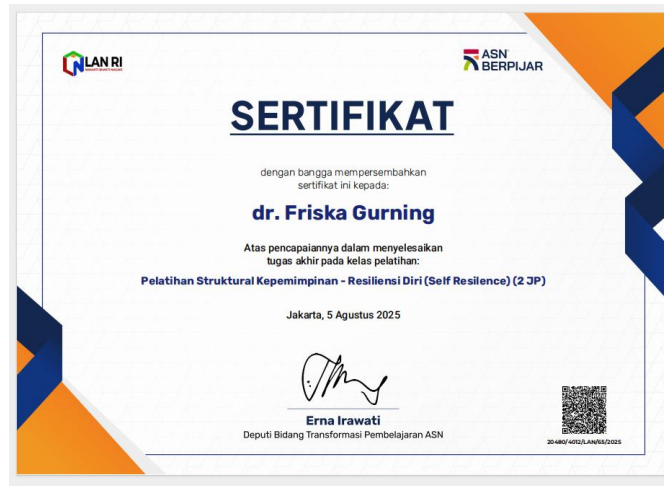 LAN RI
ASN
BERPIJAR
SERTIFIKAT
dengan bangga mempersembahkan
sertifikat ini kepada:
dr. Friska Gurning
Atas pencapaiannya dalam menyelesaikan
tugas akhir pada kelas pelatihan:
Pelatihan Struktural Kepemimpinan - Resiliensi Diri (Self Resilence) (2 JP)
Jakarta, 5 Agustus 2025
Erna Irawati
Deputi Bidang Transformasi Pembelajaran ASN
20480/4012/LAN/65/2025